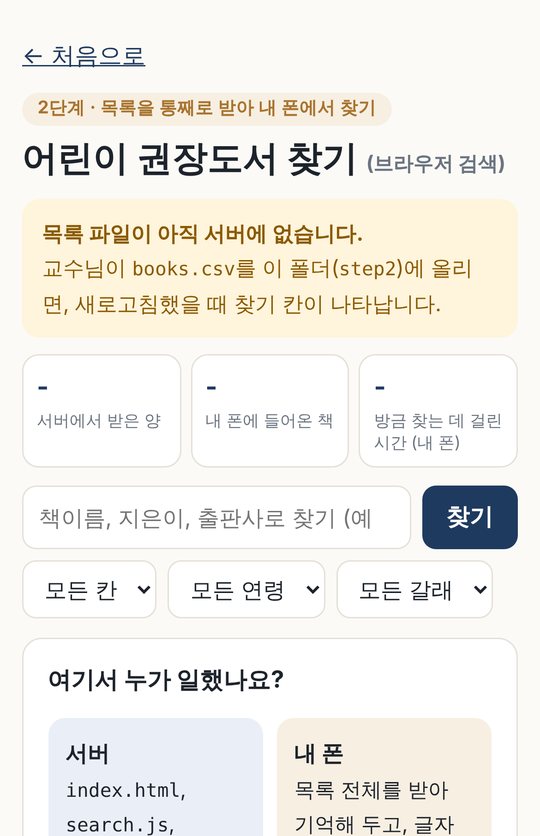 ← 처음으로
2단계 · 목록을 통째로 받아 내 폰에서 찾기
어린이 권장도서 찾기 (브라우저 검색)
목록 파일이 아직 서버에 없습니다.
교수님이 books.csv를 이 폴더(step2)에 올리
면, 새로고침했을 때 찾기 칸이 나타납니다.
- - -
서버에서 받은 양 내 폰에 들어온 책 방금 찾는 데 걸린
시간 (내 폰)
책이름, 지은이, 출판사로 찾기 (예 찾기
모든 칸 모든 연령 모든 갈래
여기서 누가 일했나요?
서버 내 폰
index.html, 목록 전체를 받아
search.js, 기억해 두고, 글자